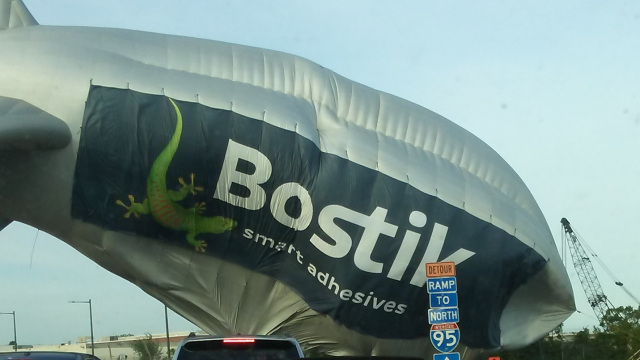 Bostik
smart adhesives
DETOUR
RAMP
TO
NORTH
95